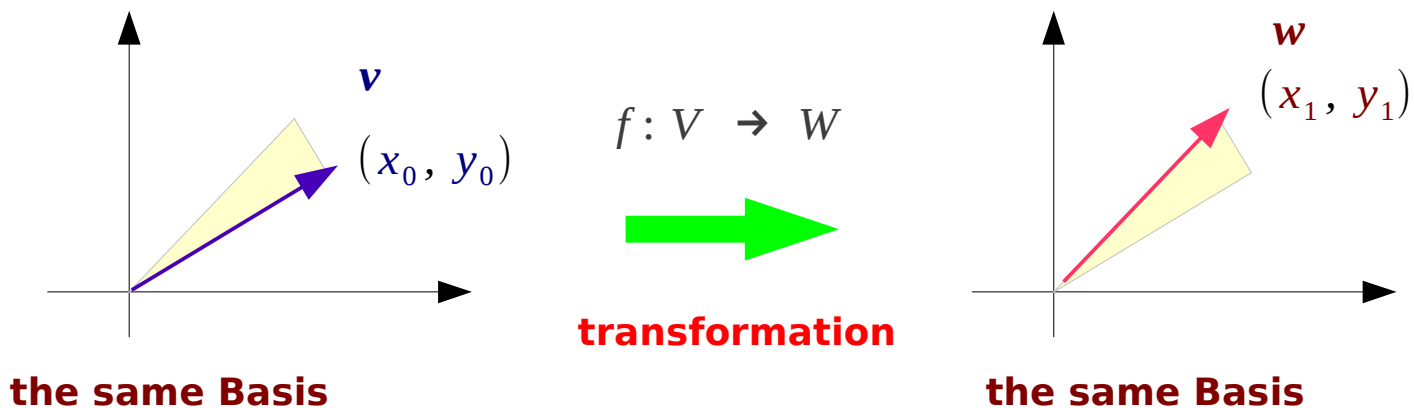 v
(x₀, y₀)
the same Basis
f : V → W
transformation
w
(x₁, y₁)
the same Basis